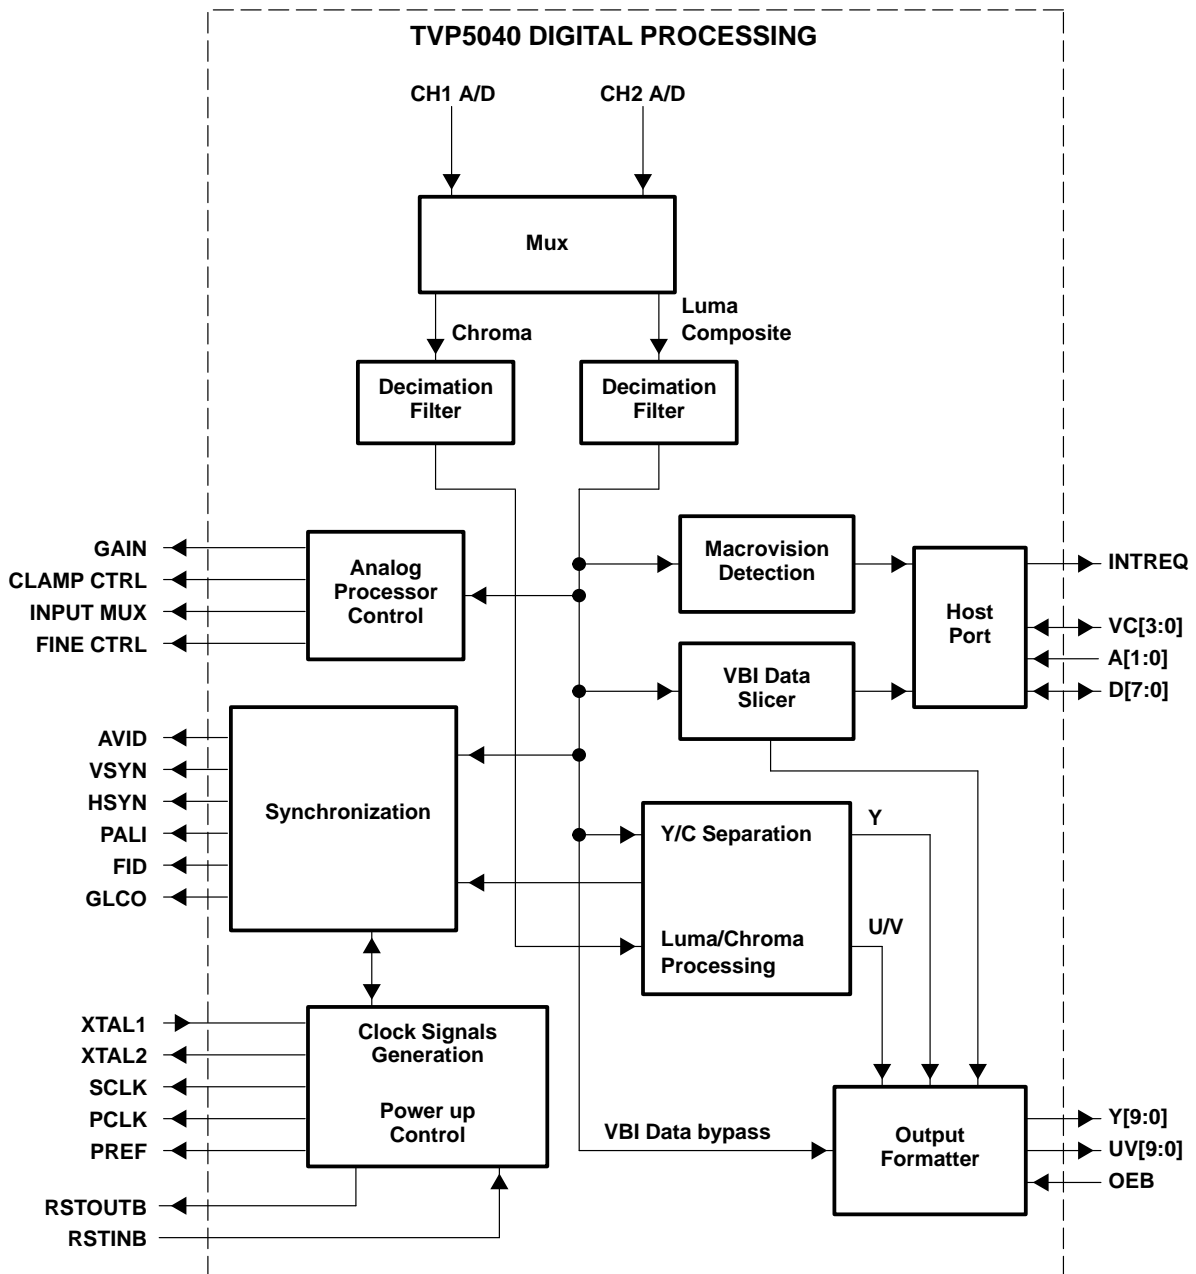 TVP5040 DIGITAL PROCESSING
CH1 A/D
CH2 A/D
Mux
Chroma
Luma
Composite
Decimation
Filter
Decimation
Filter
GAIN
CLAMP CTRL
INPUT MUX
FINE CTRL
Analog
Processor
Control
Macrovision
Detection
Host
Port
INTREQ
VC[3:0]
A[1:0]
D[7:0]
VBI Data
Slicer
AVID
VSYN
HSYN
PALI
FID
GLCO
Synchronization
Y/C Separation
Luma/Chroma
Processing
Y
U/V
XTAL1
XTAL2
SCLK
PCLK
PREF
RSTOUTB
RSTINB
Clock Signals
Generation
Power up
Control
VBI Data bypass
Output
Formatter
Y[9:0]
UV[9:0]
OEB